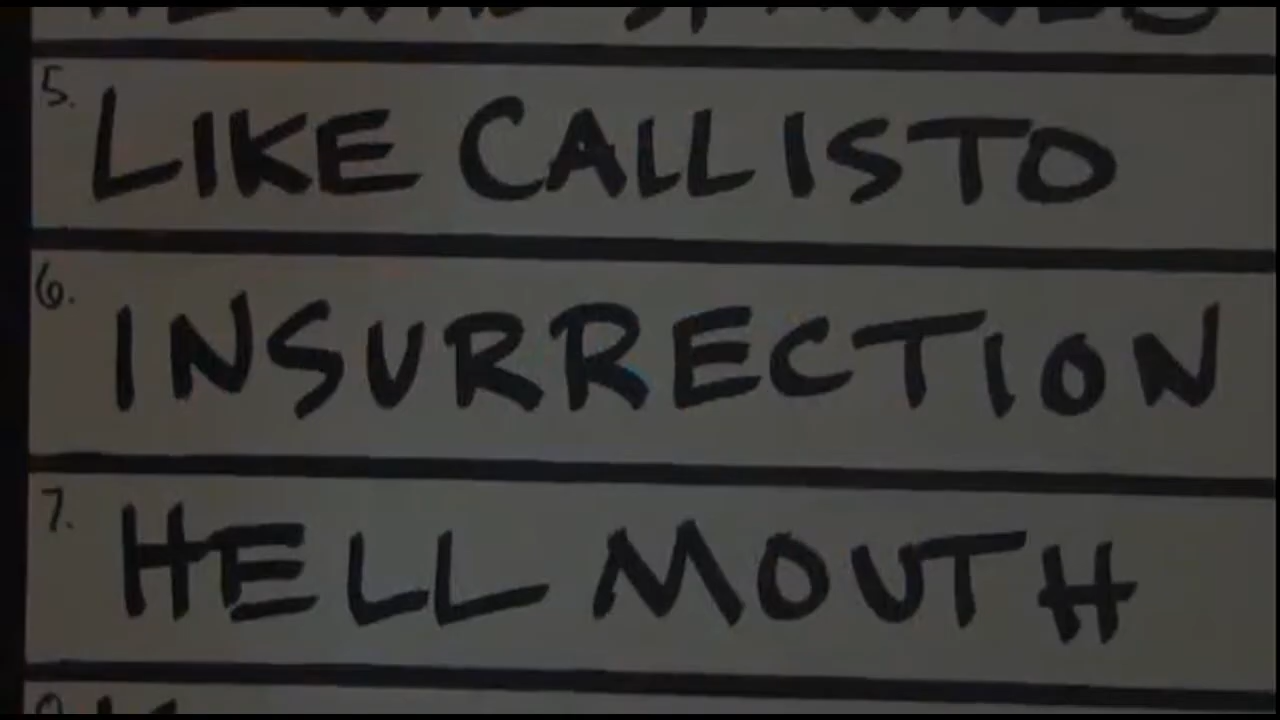 5. LIKE CALLISTO
6. INSURRECTION
7. HELL MOUTH